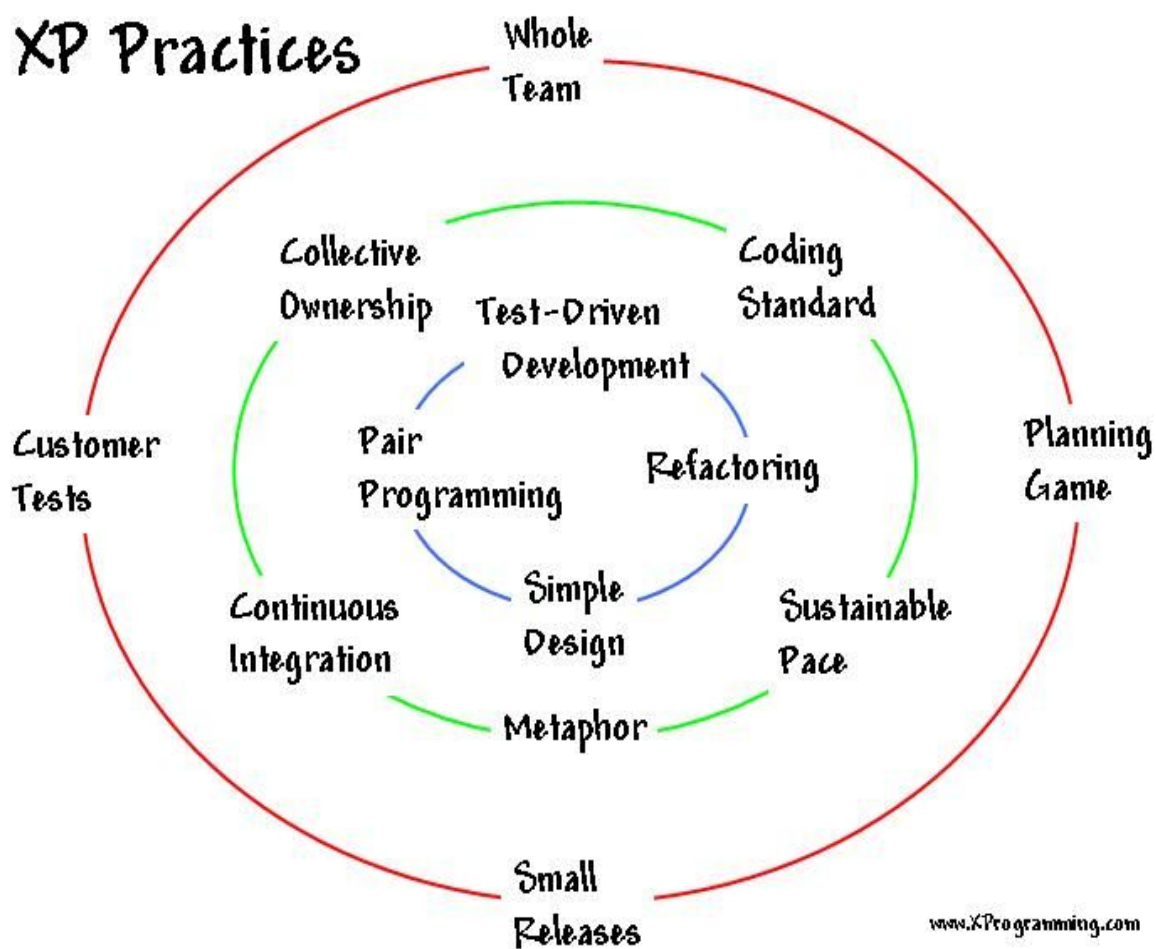 XP Practices
Whole
Team
Collective
Ownership
Coding
Standard
Test-Driven
Development
Customer
Tests
Pair
Programming
Refactoring
Planning
Game
Continuous
Integration
Simple
Design
Sustainable
Pace
Metaphor
Small
Releases
www.XProgramming.com